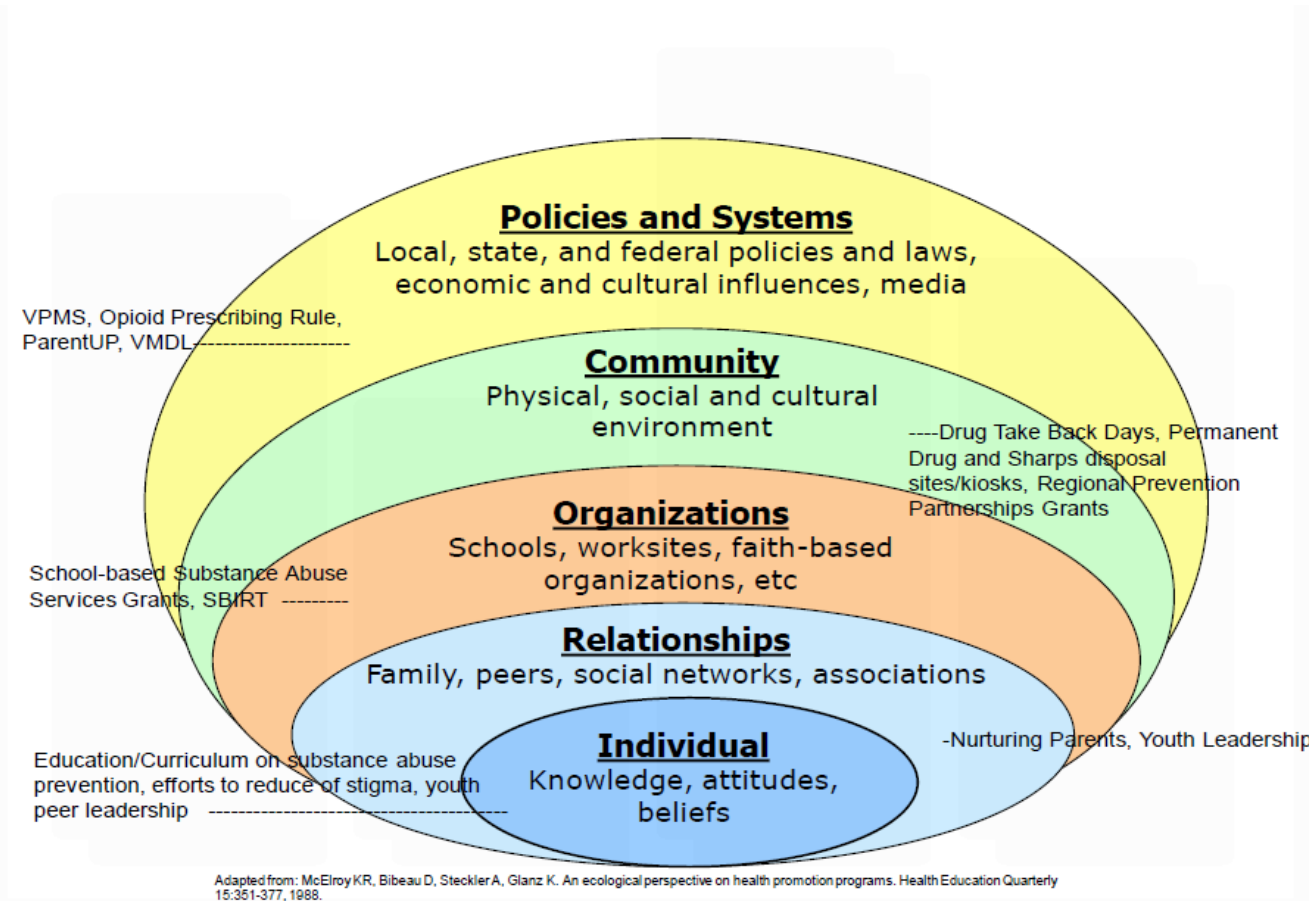 Policies and Systems
Local, state, and federal policies and laws,
economic and cultural influences, media
VPMS, Opioid Prescribing Rule,
ParentUP, VMDL---------------------
Community
Physical, social and cultural
environment
----Drug Take Back Days, Permanent
Drug and Sharps disposal
sites/kiosks, Regional Prevention
Partnerships Grants
Organizations
Schools, worksites, faith-based
organizations, etc
School-based Substance Abuse
Services Grants, SBIRT ---------
Relationships
Family, peers, social networks, associations
-Nurturing Parents, Youth Leadership
Individual
Knowledge, attitudes,
beliefs
Education/Curriculum on substance abuse
prevention, efforts to reduce of stigma, youth
peer leadership ----------------------------------------
Adapted from: McElroy KR, Bibeau D, Steckler A, Glanz K. An ecological perspective on health promotion programs. Health Education Quarterly
15:351-377, 1988.